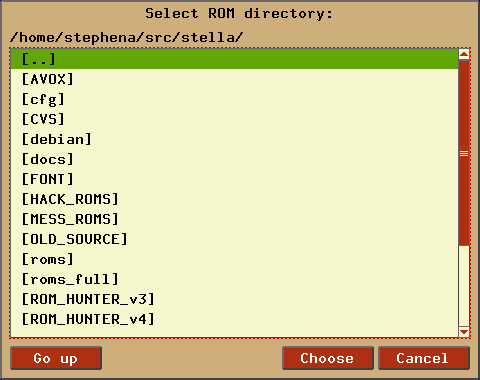 Select ROM directory:
/home/stephena/src/stella/
[..]
[AVOX]
[cfg]
[CVS]
[debian]
[docs]
[FONT]
[HACK_ROMS]
[MESS_ROMS]
[OLD_SOURCE]
[roms]
[roms_full]
[ROM_HUNTER_v3]
[ROM_HUNTER_v4]
Go up Choose Cancel